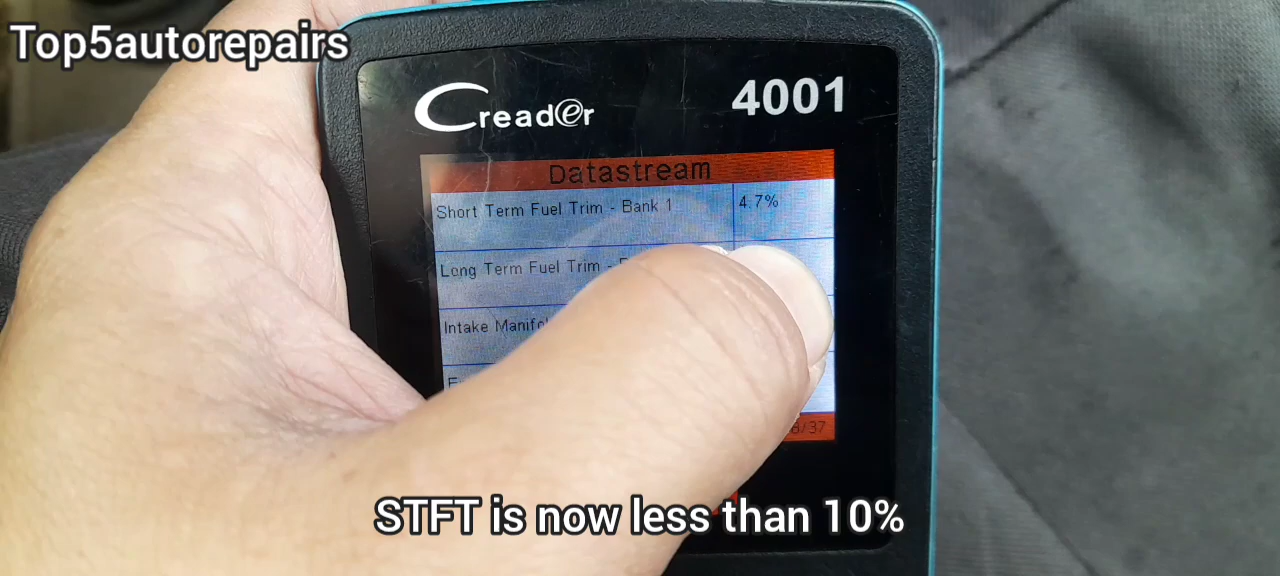 Top5autorepairs
Creader
4001
Datastream
Short Term Fuel Trim - Bank 1
4.7%
Long Term Fuel Trim -
Intake
/37
STFT is now less than 10%